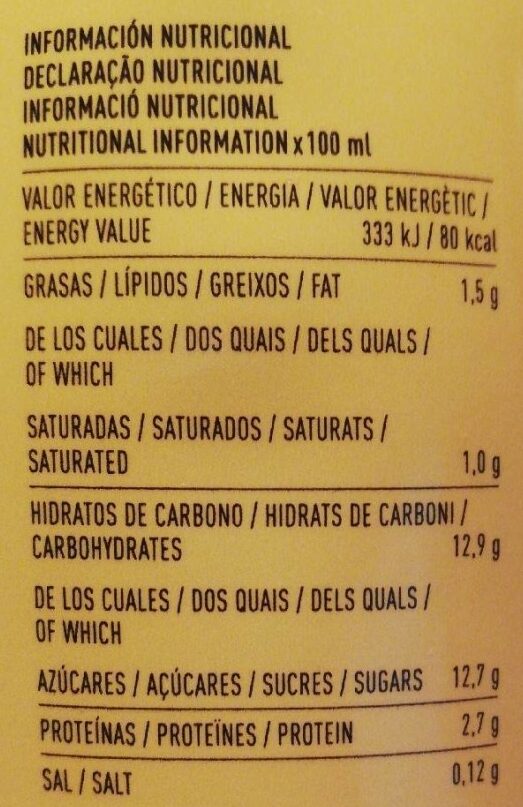 INFORMACIÓN NUTRICIONAL
DECLARAÇÃO NUTRICIONAL
INFORMACIÓ NUTRICIONAL
NUTRITIONAL INFORMATION x 100 ml
VALOR ENERGÉTICO / ENERGIA / VALOR ENERGÈTIC /
ENERGY VALUE 333 kJ / 80 kcal
GRASAS / LÍPIDOS / GREIXOS / FAT 1,5 g
DE LOS CUALES / DOS QUAIS / DELS QUALS /
OF WHICH
SATURADAS / SATURADOS / SATURATS /
SATURATED 1,0 g
HIDRATOS DE CARBONO / HIDRATS DE CARBONI /
CARBOHYDRATES 12,9 g
DE LOS CUALES / DOS QUAIS / DELS QUALS /
OF WHICH
AZÚCARES / AÇÚCARES / SUCRES / SUGARS 12,7 g
PROTEÍNAS / PROTEÏNES / PROTEIN 2,7 g
SAL / SALT 0,12 g